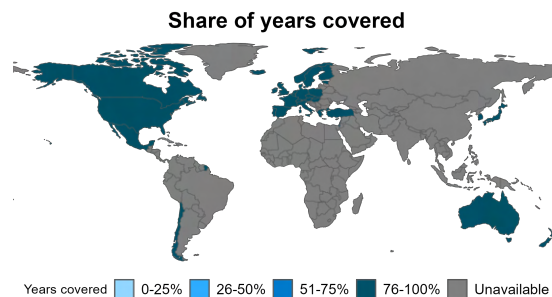 Share of years covered
Years covered 0-25% 26-50% 51-75% 76-100% Unavailable